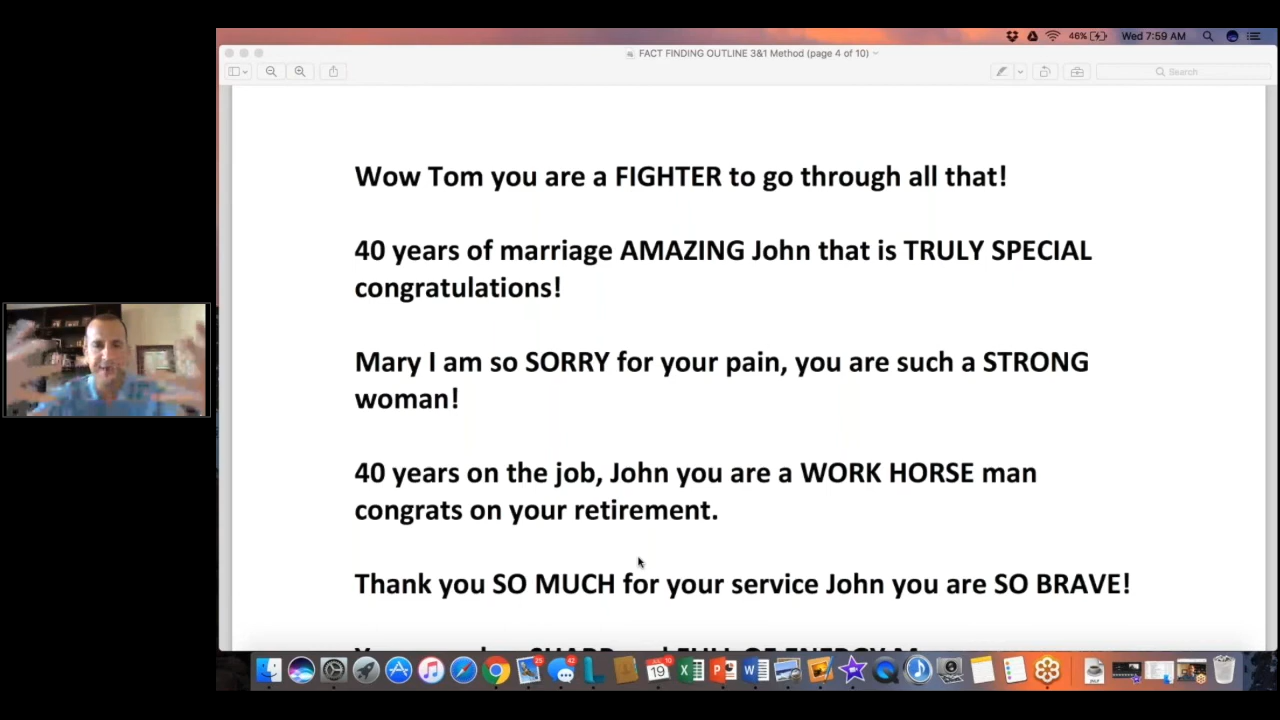 46%
Wed 7:59 AM
FACT FINDING OUTLINE 3&1 Method (page 4 of 10)
Search
Wow Tom you are a FIGHTER to go through all that!
40 years of marriage AMAZING John that is TRULY SPECIAL
congratulations!
Mary I am so SORRY for your pain, you are such a STRONG
woman!
40 years on the job, John you are a WORK HORSE man
congrats on your retirement.
Thank you SO MUCH for your service John you are SO BRAVE!
19